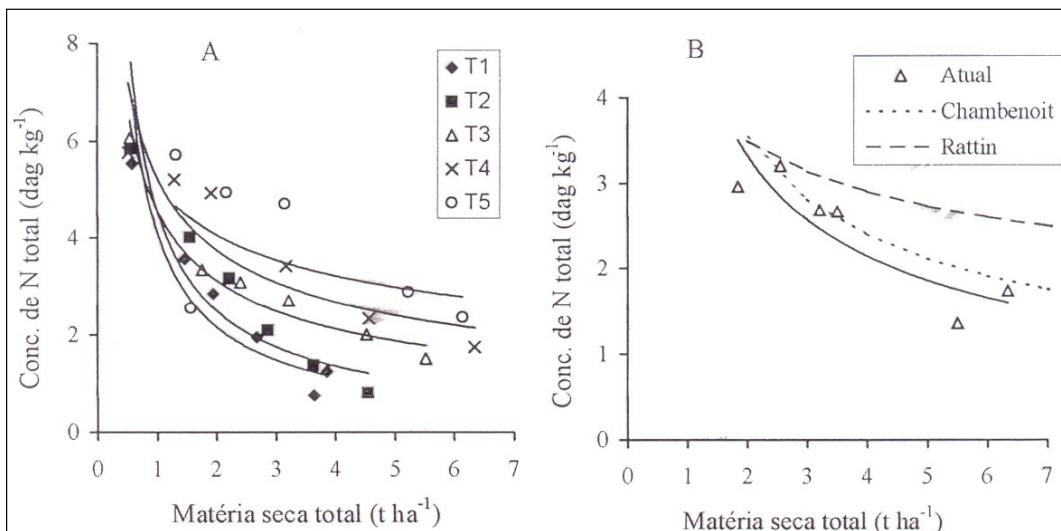 A
8
6
4
2
0
Conc. de N total (dag kg-1)
0 1 2 3 4 5 6 7
Matéria seca total (t ha-1)
T1
T2
T3
T4
T5
B
4
3
2
1
0
Conc. de N total (dag kg-1)
0 1 2 3 4 5 6 7
Matéria seca total (t ha-1)
Atual
Chambenoit
Rattin